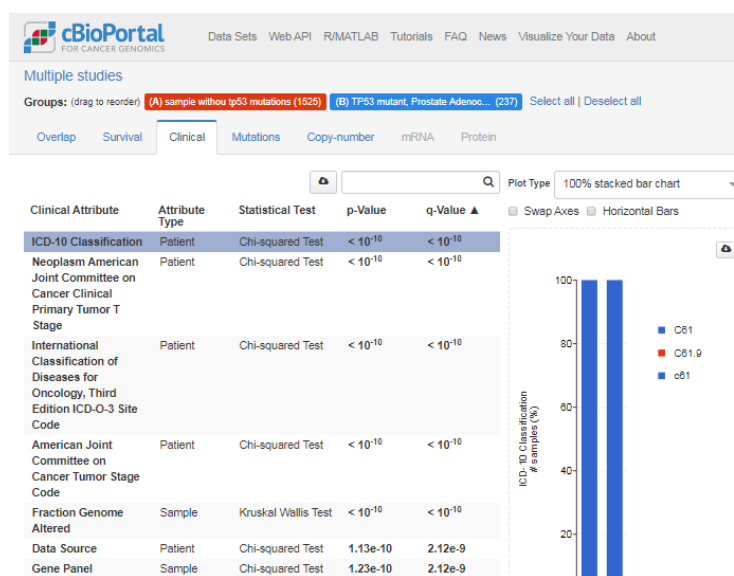 cBioPortal
FOR CANCER GENOMICS
Data Sets Web API R/MATLAB Tutorials FAQ News Visualize Your Data About
Multiple studies
Groups: (drag to reorder) (A) sample withou tp53 mutations (1525) (B) TP53 mutant, Prostate Adenoc... (237) Select all | Deselect all
Overlap Survival Clinical Mutations Copy-number mRNA Protein
Plot Type 100% stacked bar chart
Clinical Attribute Attribute Type Statistical Test p-Value q-Value ▲
Swap Axes Horizontal Bars
ICD-10 Classification Patient Chi-squared Test < 10-10 < 10-10
Neoplasm American Patient Chi-squared Test < 10-10 < 10-10
Joint Committee on
Cancer Clinical
Primary Tumor T
Stage
International Patient Chi-squared Test < 10-10 < 10-10
Classification of
Diseases for
Oncology, Third
Edition ICD-O-3 Site
Code
American Joint Patient Chi-squared Test < 10-10 < 10-10
Committee on
Cancer Tumor Stage
Code
Fraction Genome Sample Kruskal Wallis Test < 10-10 < 10-10
Altered
Data Source Patient Chi-squared Test 1.13e-10 2.12e-9
Gene Panel Sample Chi-squared Test 1.23e-10 2.12e-9
100
80
60
40
20
ICD-10 Classification
# samples (%)
C61
C61.9
c61